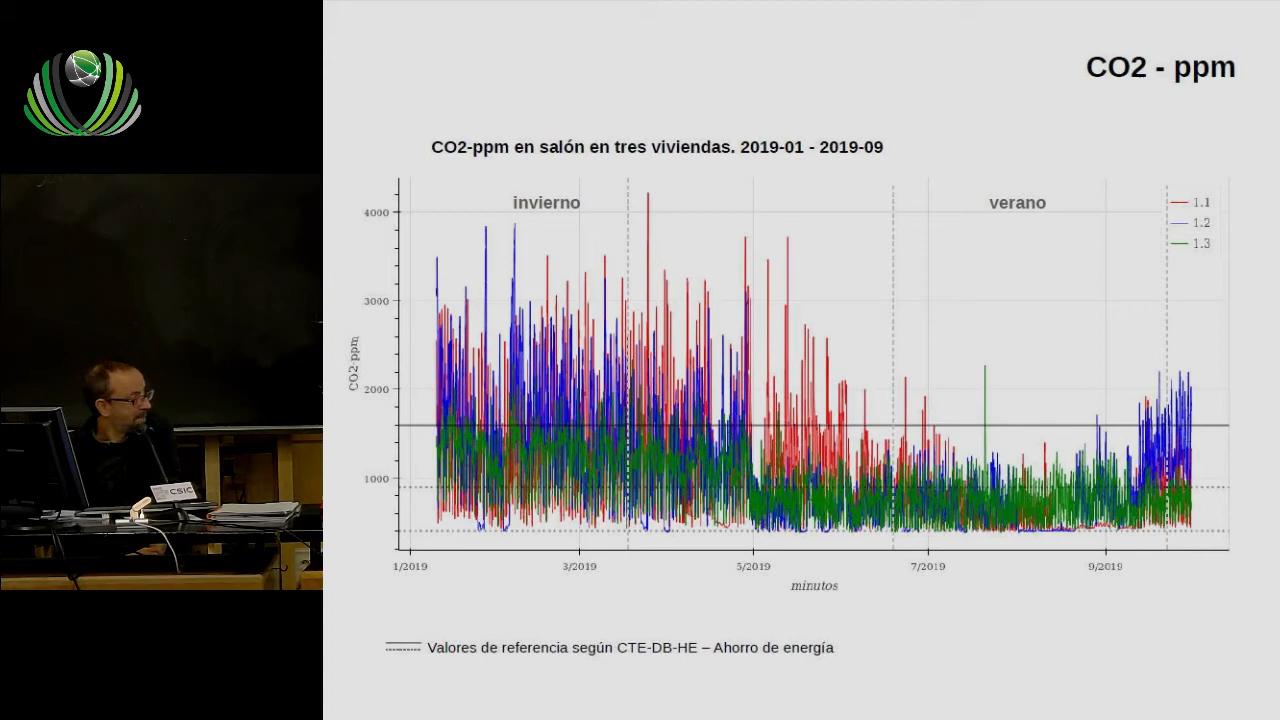 CO2 - ppm
CO2-ppm en salón en tres viviendas. 2019-01 - 2019-09
invierno
verano
1.1
1.2
1.3
4000
3000
2000
1000
CO2-ppm
1/2019
3/2019
5/2019
7/2019
9/2019
minutos
Valores de referencia según CTE-DB-HE – Ahorro de energía
CSIC